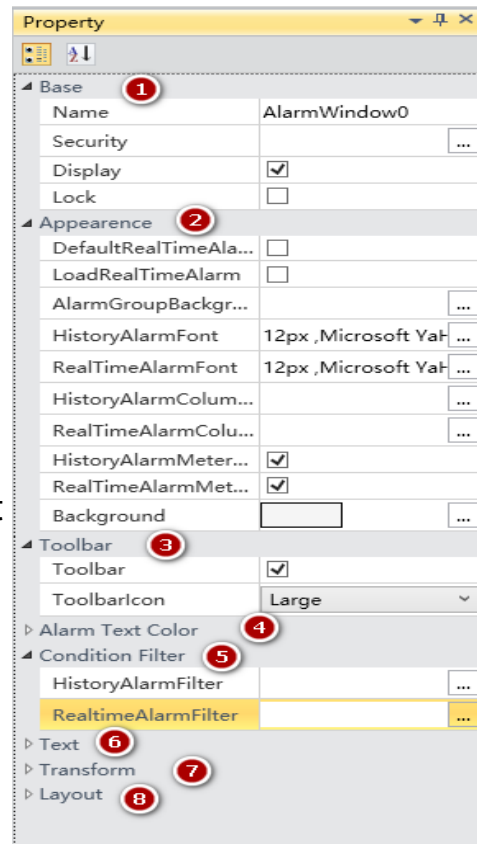 Property
Base 1
Name AlarmWindow0
Security ...
Display
Lock
Appearence 2
DefaultRealTimeAla...
LoadRealTimeAlarm
AlarmGroupBackgr... ...
HistoryAlarmFont 12px ,Microsoft YaH ...
RealTimeAlarmFont 12px ,Microsoft YaH ...
HistoryAlarmColum... ...
RealTimeAlarmColu... ...
HistoryAlarmMeter...
RealTimeAlarmMet...
Background ...
Toolbar 3
Toolbar
ToolbarIcon Large
Alarm Text Color 4
Condition Filter 5
HistoryAlarmFilter ...
RealtimeAlarmFilter ...
Text 6
Transform 7
Layout 8